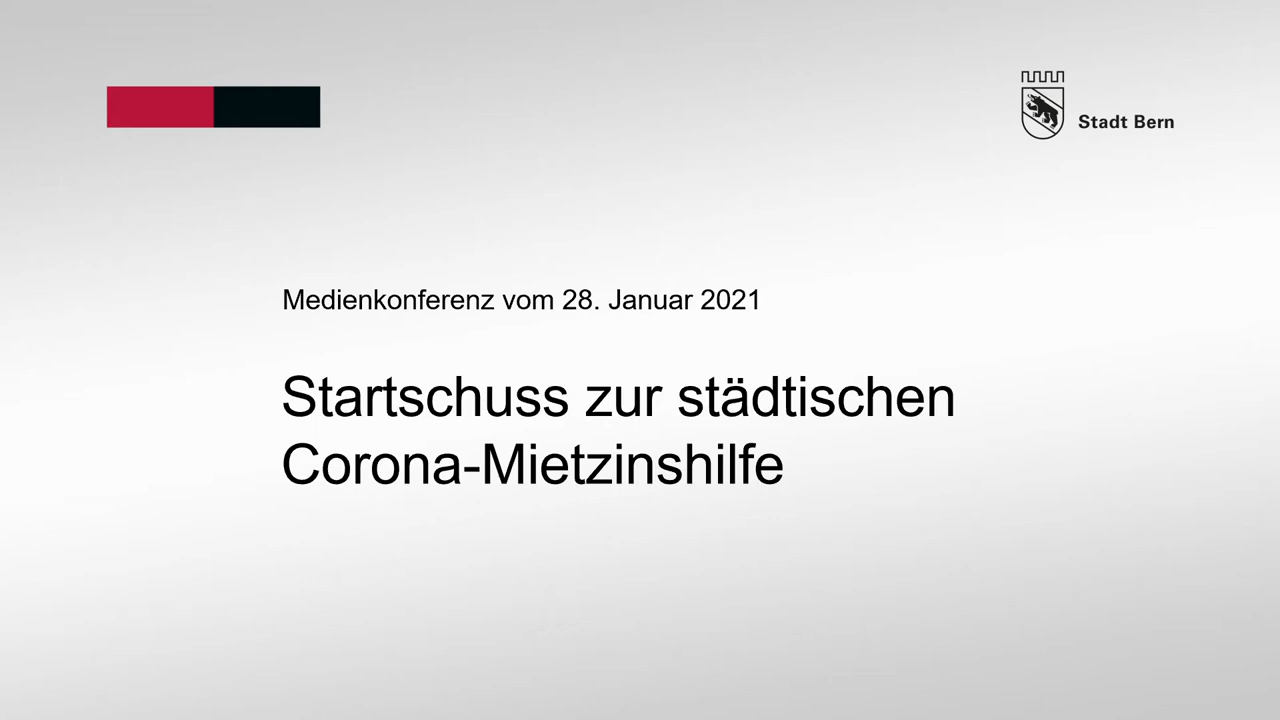 Stadt Bern
Medienkonferenz vom 28. Januar 2021
Startschuss zur städtischen
Corona-Mietzinshilfe